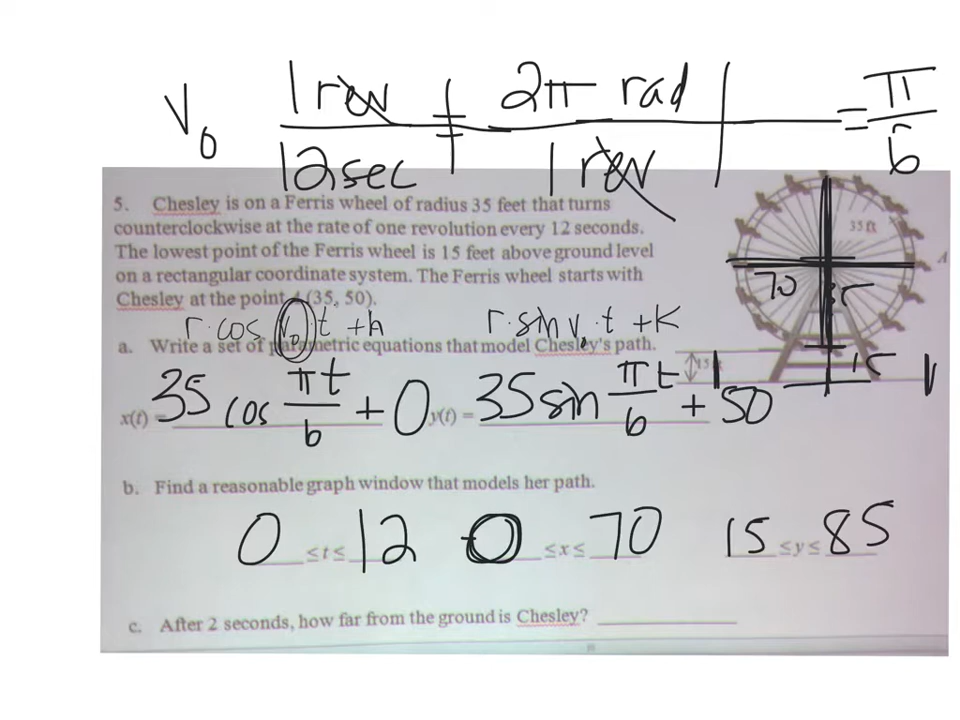 V₀ 1 rev / 12 sec = 2π rad / 1 rev = π/6
5. Chesley is on a Ferris wheel of radius 35 feet that turns
counterclockwise at the rate of one revolution every 12 seconds.
The lowest point of the Ferris wheel is 15 feet above ground level
on a rectangular coordinate system. The Ferris wheel starts with
Chesley at the point A (35, 50).
35 ft
A
70 35
15
15
r·cos V₀ t + h r·sin V₀·t + K
a. Write a set of parametric equations that model Chesley's path.
x(t) = 35 cos πt/6 + 0 y(t) = 35 sin πt/6 + 50
b. Find a reasonable graph window that models her path.
0 ≤ t ≤ 12 0 ≤ x ≤ 70 15 ≤ y ≤ 85
c. After 2 seconds, how far from the ground is Chesley? ____________